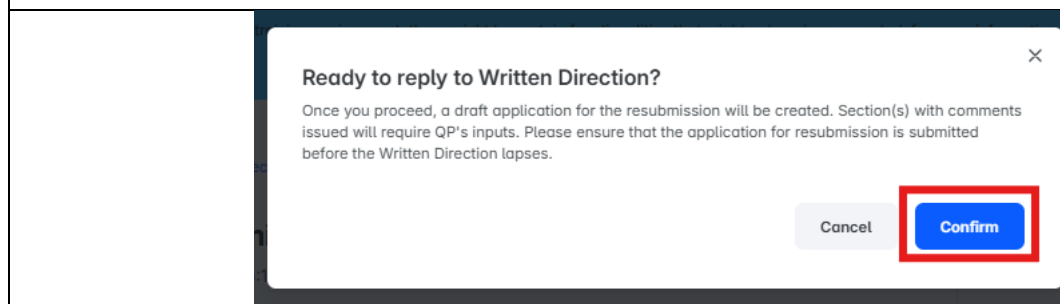 Ready to reply to Written Direction?
Once you proceed, a draft application for the resubmission will be created. Section(s) with comments
issued will require QP's inputs. Please ensure that the application for resubmission is submitted
before the Written Direction lapses.
Cancel
Confirm